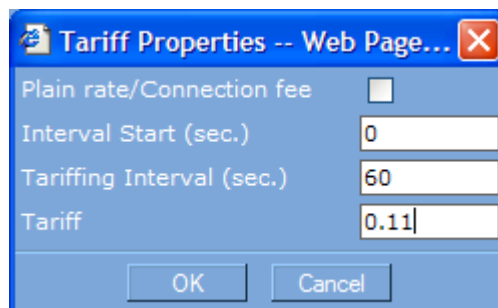 Tariff Properties -- Web Page...
Plain rate/Connection fee
Interval Start (sec.) 0
Tariffing Interval (sec.) 60
Tariff 0.11
OK Cancel